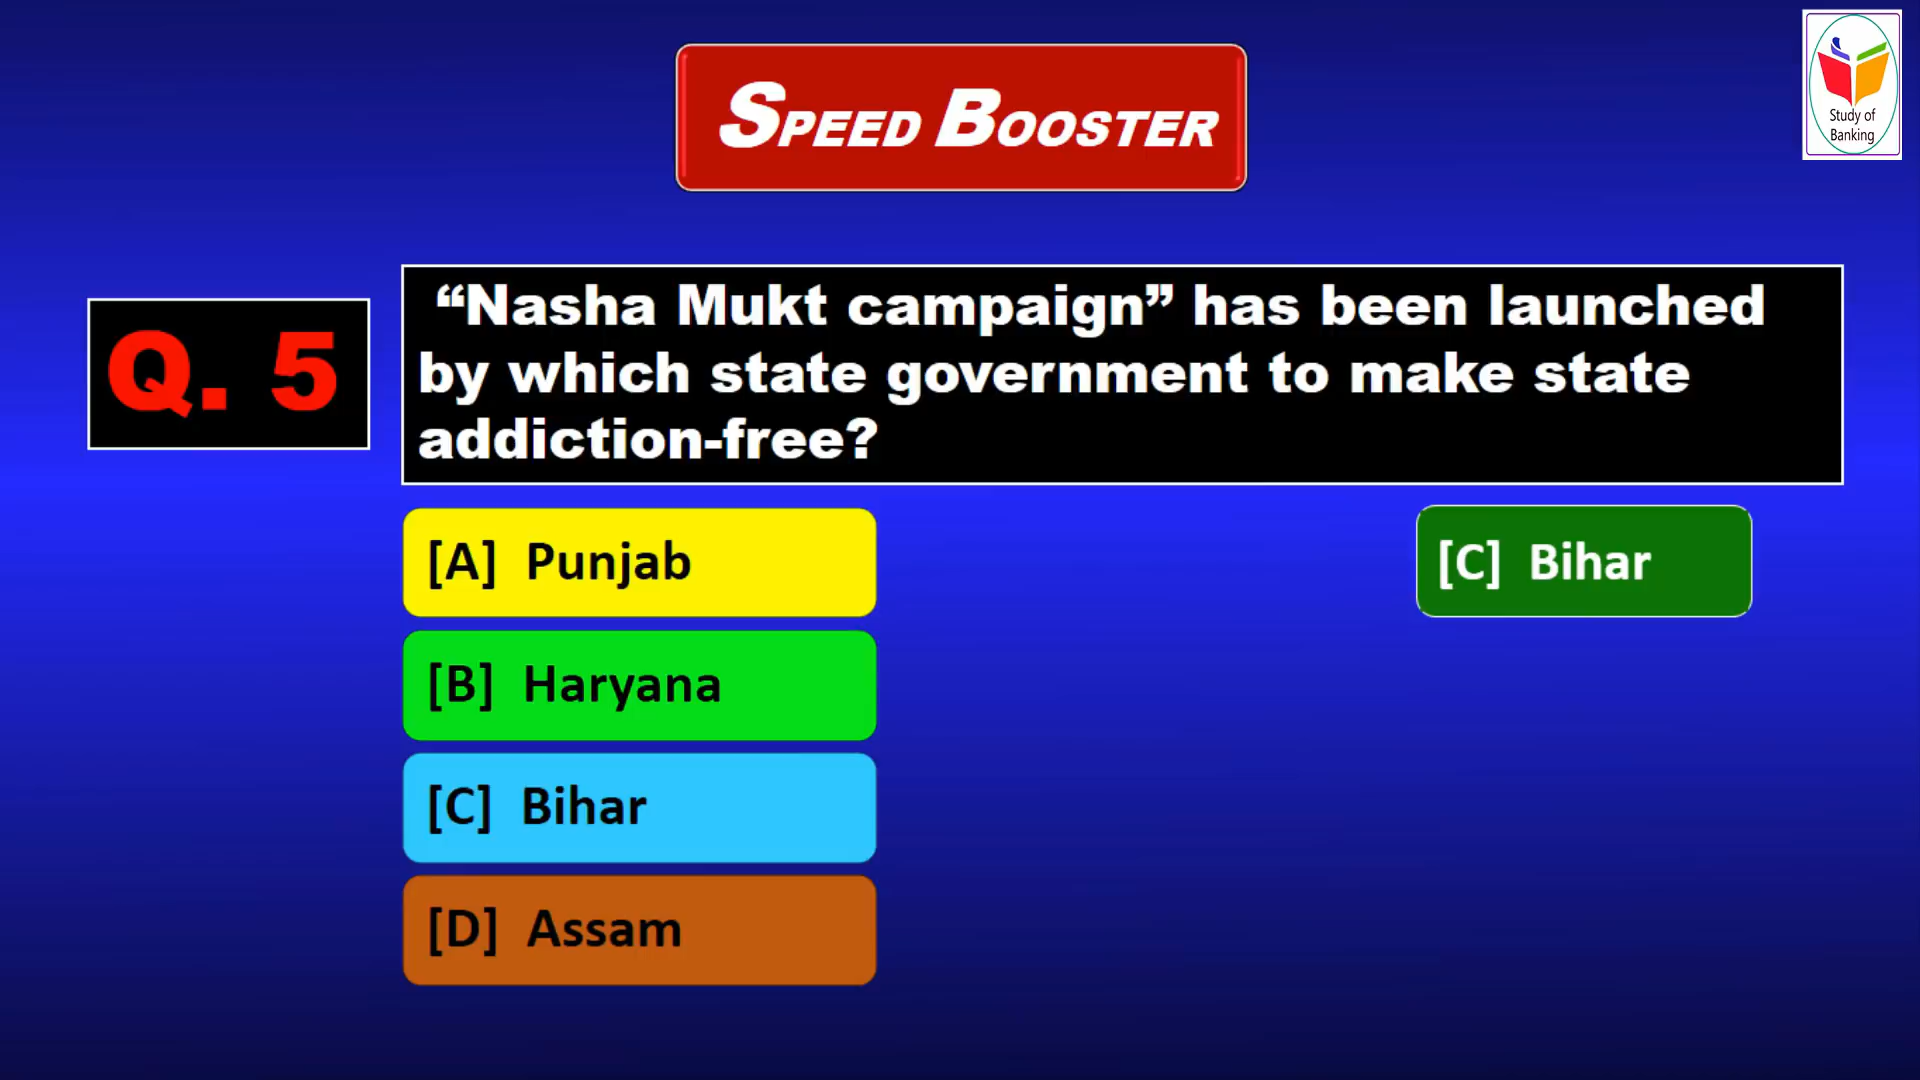 SPEED BOOSTER
Study of
Banking
Q. 5
“Nasha Mukt campaign” has been launched
by which state government to make state
addiction-free?
[A] Punjab
[C] Bihar
[B] Haryana
[C] Bihar
[D] Assam